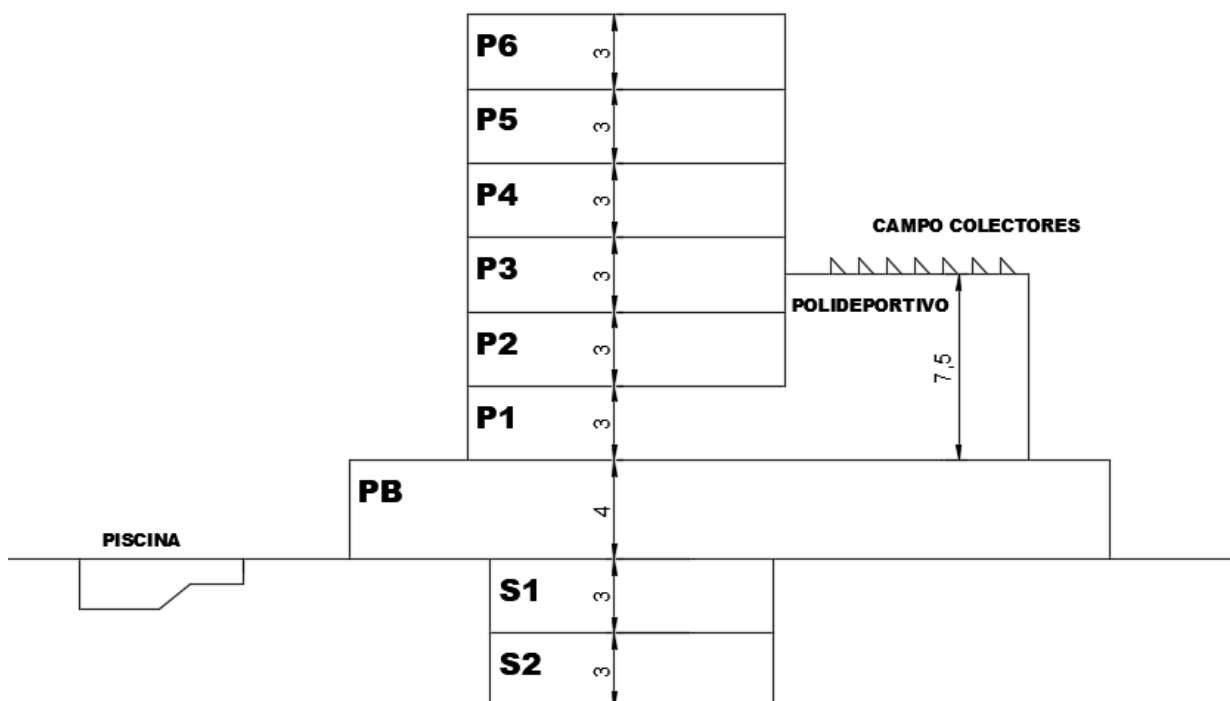 P6
3
P5
3
P4
3
CAMPO COLECTORES
P3
3
POLIDEPORTIVO
P2
3
7,5
P1
3
PB
4
PISCINA
S1
3
S2
3